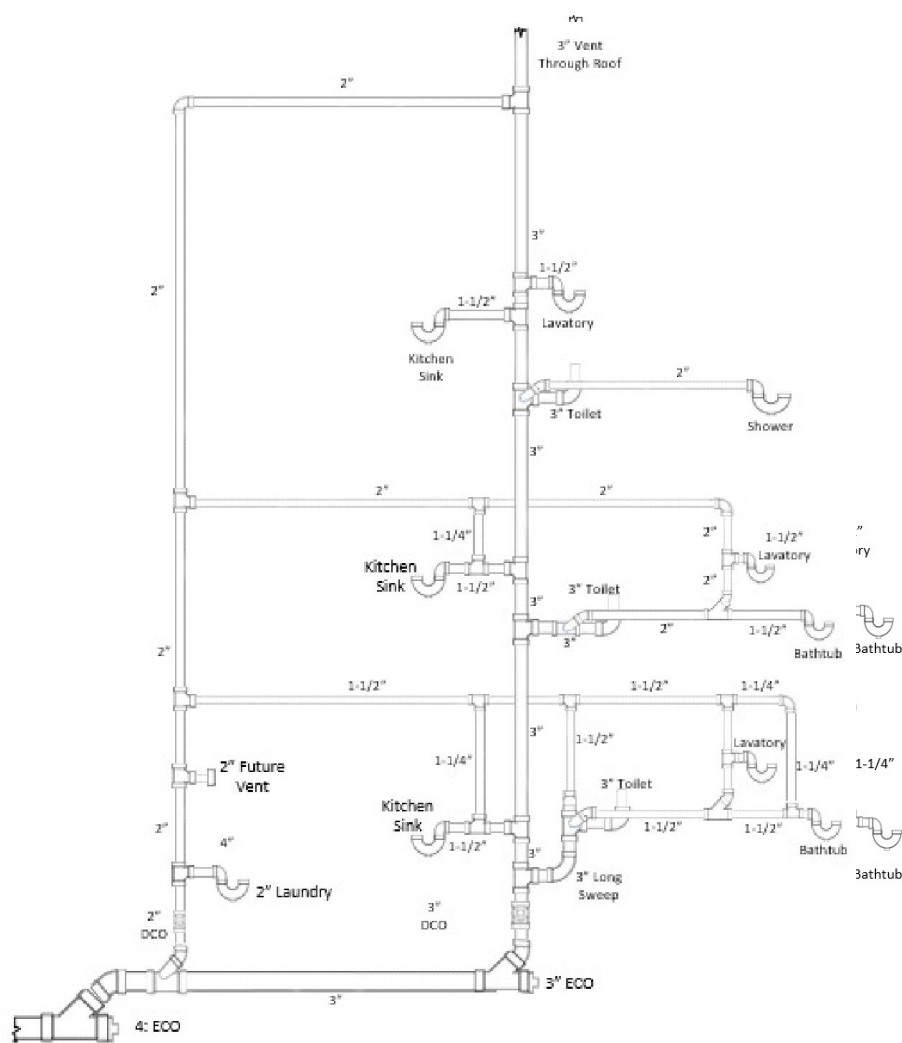 3" Vent
Through Roof
2"
3"
1-1/2"
2"
1-1/2"
Lavatory
Kitchen
Sink
2"
3" Toilet
Shower
3"
2"
2"
2"
1-1/2"
Lavatory
1-1/4"
Kitchen
Sink
1-1/2"
3" Toilet
2"
3"
3"
2"
1-1/2"
Bathtub
Bathtub
2"
1-1/2"
1-1/2"
1-1/4"
3"
1-1/2"
Lavatory
2" Future
Vent
1-1/4"
3" Toilet
1-1/4"
1-1/4"
Kitchen
Sink
2"
1-1/2"
1-1/2"
1-1/2"
4"
3"
Bathtub
Bathtub
3" Long
Sweep
2" Laundry
2"
DCO
3"
DCO
3" ECO
3"
4: ECO